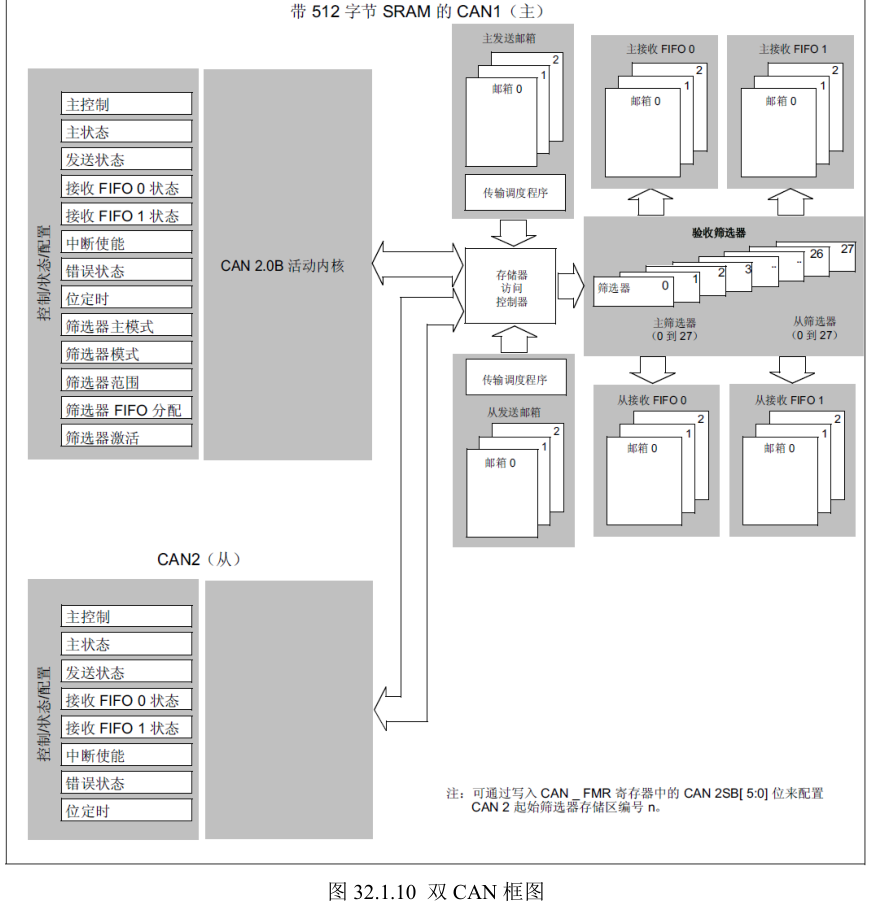 带 512 字节 SRAM 的 CAN1（主）
控制/状态/配置
主控制
主状态
发送状态
接收 FIFO 0 状态
接收 FIFO 1 状态
中断使能
错误状态
位定时
筛选器主模式
筛选器模式
筛选器范围
筛选器 FIFO 分配
筛选器激活
CAN 2.0B 活动内核
主发送邮箱
2
1
邮箱 0
传输调度程序
主接收 FIFO 0
2
1
邮箱 0
主接收 FIFO 1
2
1
邮箱 0
存储器
访问
控制器
验收筛选器
筛选器 0 1 2 3 .. .. 26 27
主筛选器
（0 到 27）
从筛选器
（0 到 27）
传输调度程序
从发送邮箱
2
1
邮箱 0
从接收 FIFO 0
2
1
邮箱 0
从接收 FIFO 1
2
1
邮箱 0
CAN2（从）
控制/状态/配置
主控制
主状态
发送状态
接收 FIFO 0 状态
接收 FIFO 1 状态
中断使能
错误状态
位定时
注：可通过写入 CAN _ FMR 寄存器中的 CAN 2SB[ 5:0] 位来配置
CAN 2 起始筛选器存储区编号 n。
图 32.1.10 双 CAN 框图